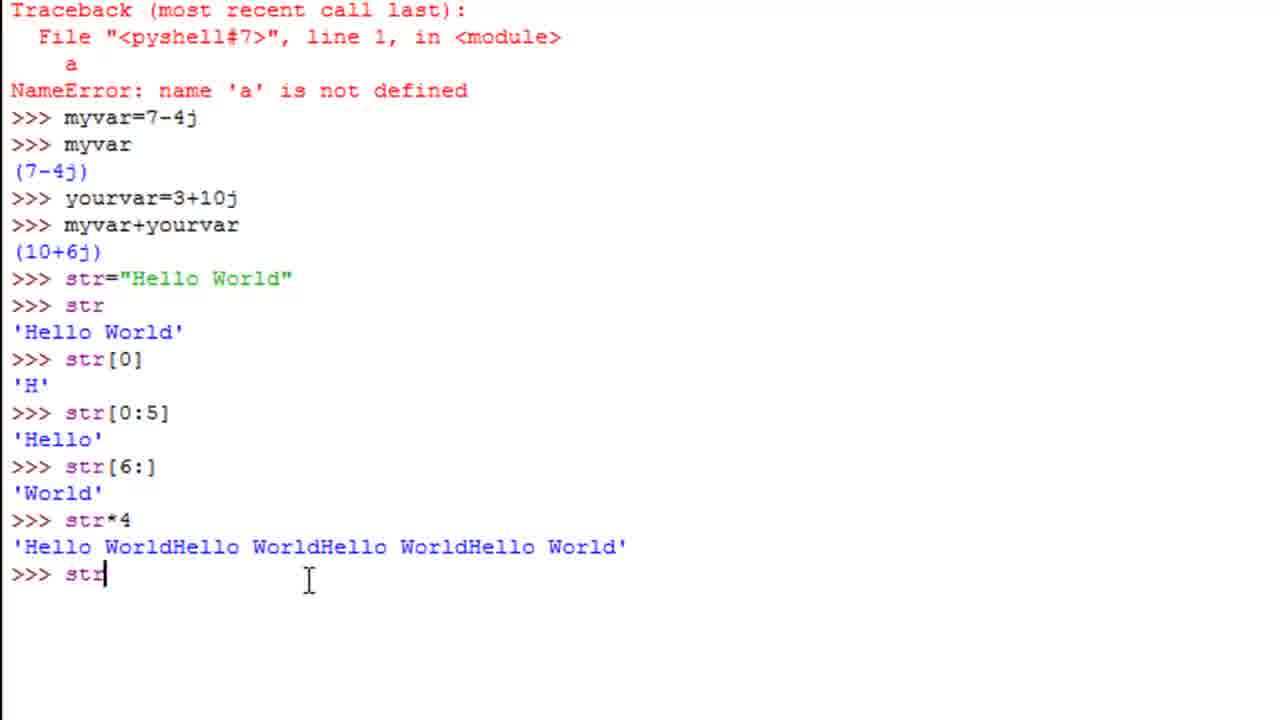 Traceback (most recent call last):
  File "<pyshell#7>", line 1, in <module>
    a
NameError: name 'a' is not defined
>>> myvar=7-4j
>>> myvar
(7-4j)
>>> yourvar=3+10j
>>> myvar+yourvar
(10+6j)
>>> str="Hello World"
>>> str
'Hello World'
>>> str[0]
'H'
>>> str[0:5]
'Hello'
>>> str[6:]
'World'
>>> str*4
'Hello WorldHello WorldHello WorldHello World'
>>> str